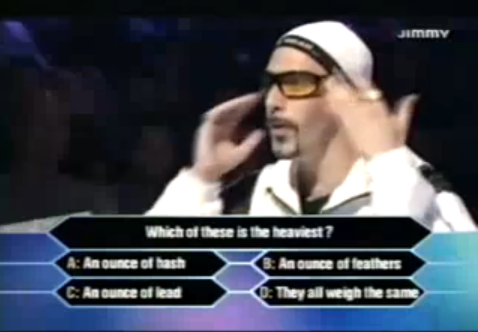 JIMMY
Which of these is the heaviest?
A: An ounce of hash
B: An ounce of feathers
C: An ounce of lead
D: They all weigh the same